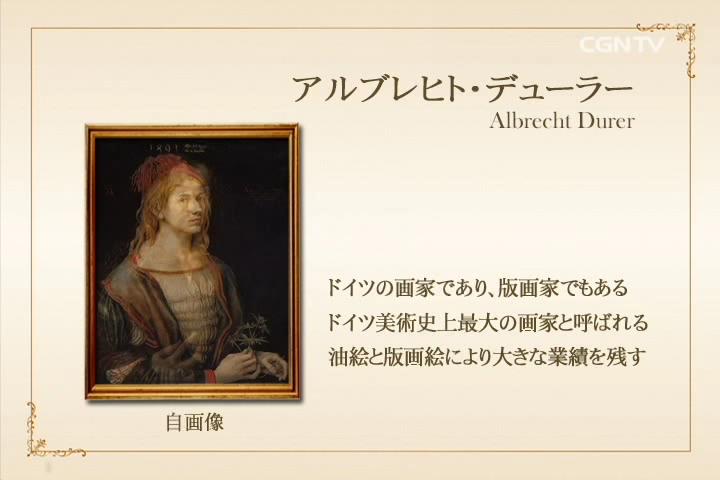 CGNTV
アルブレヒト・デューラー
Albrecht Durer
ドイツの画家であり、版画家でもある
ドイツ美術史上最大の画家と呼ばれる
油絵と版画絵により大きな業績を残す
自画像